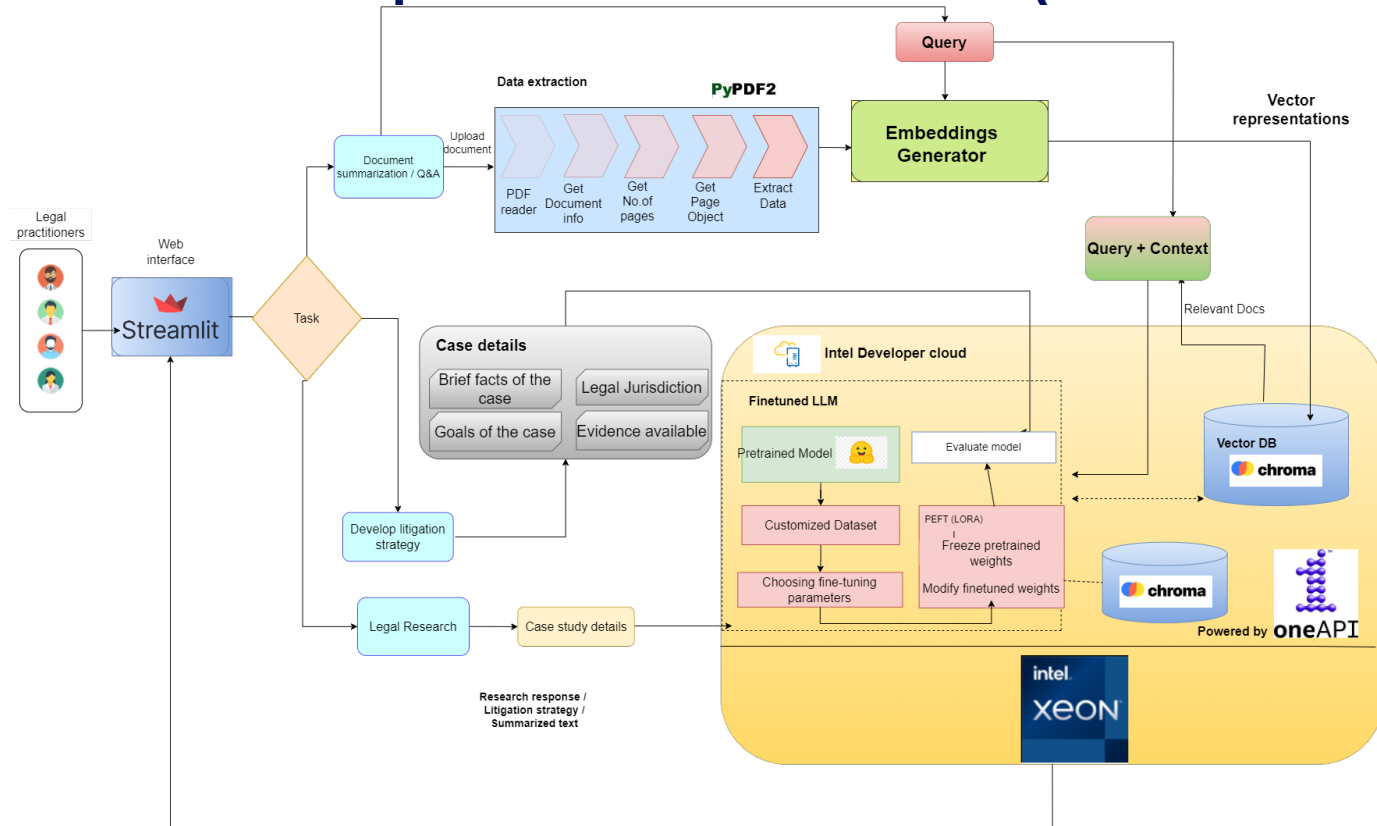 Query
Data extraction
PyPDF2
Vector
representations
Embeddings
Generator
Upload
document
Document
summarization / Q&A
PDF
reader
Get
Document
info
Get
No.of
pages
Get
Page
Object
Extract
Data
Legal
practitioners
Web
interface
Streamlit
Task
Query + Context
Relevant Docs
Case details
Brief facts of the
case
Legal Jurisdiction
Goals of the case
Evidence available
Intel Developer cloud
Finetuned LLM
Pretrained Model
Evaluate model
Vector DB
chroma
Customized Dataset
PEFT (LORA)
Freeze pretrained
weights
Modify finetuned weights
Choosing fine-tuning
parameters
chroma
Develop litigation
strategy
Legal Research
Case study details
Powered by oneAPI
intel.
XEON
Research response /
Litigation strategy /
Summarized text